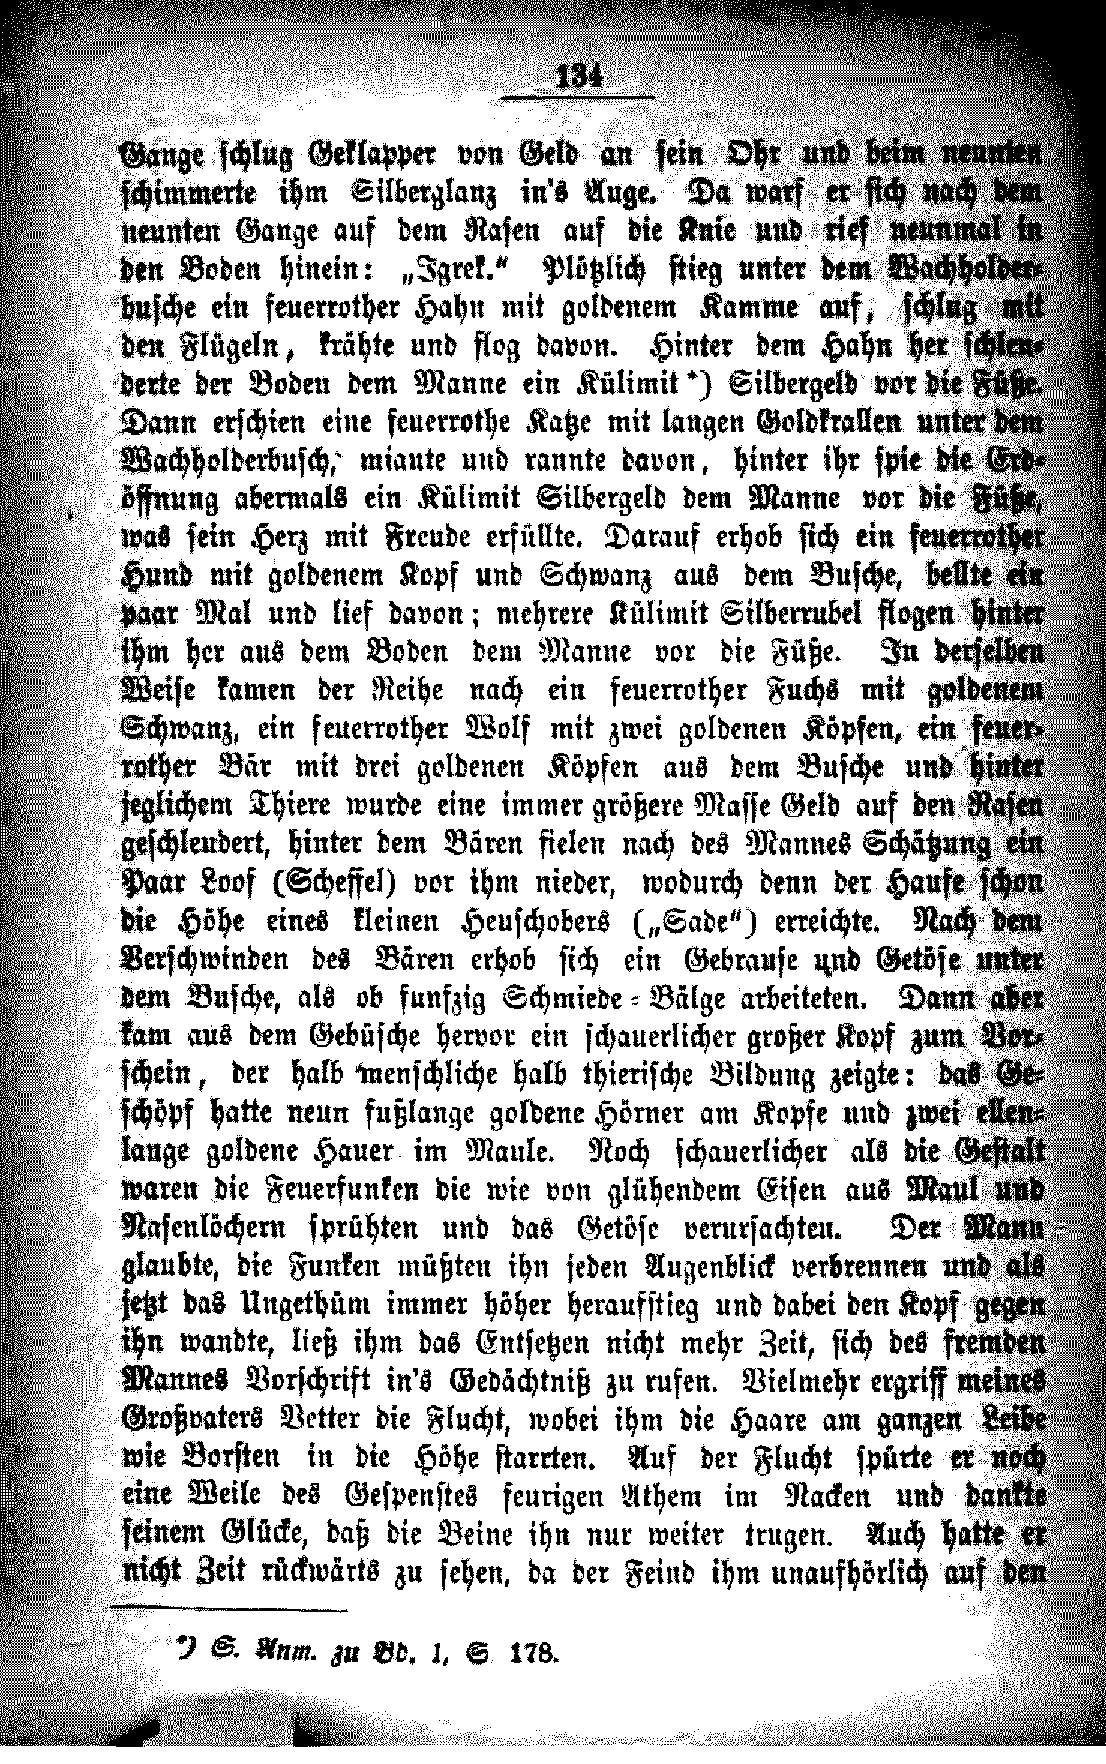 134
Gange schlug Geklapper von Geld an sein Ohr und beim neunten
schimmerte ihm Silberglanz in's Auge. Da warf er sich nach dem
neunten Gange auf dem Rasen auf die Knie und rief neunmal in
den Boden hinein: „Igrek.“ Plötzlich stieg unter dem Wachholder-
busche ein feuerrother Hahn mit goldenem Kamme auf, schlug mit
den Flügeln, krähte und flog davon. Hinter dem Hahn her schleu-
derte der Boden dem Manne ein Külimit*) Silbergeld vor die Füße.
Dann erschien eine feuerrothe Katze mit langen Goldkrallen unter dem
Wachholderbusch, miaute und rannte davon, hinter ihr spie die Erd-
öffnung abermals ein Külimit Silbergeld dem Manne vor die Füße,
was sein Herz mit Freude erfüllte. Darauf erhob sich ein feuerrother
Hund mit goldenem Kopf und Schwanz aus dem Busche, bellte ein
paar Mal und lief davon; mehrere Külimit Silberrubel flogen hinter
ihm her aus dem Boden dem Manne vor die Füße. In derselben
Weise kamen der Reihe nach ein feuerrother Fuchs mit goldenem
Schwanz, ein feuerrother Wolf mit zwei goldenen Köpfen, ein feuer-
rother Bär mit drei goldenen Köpfen aus dem Busche und hinter
jeglichem Thiere wurde eine immer größere Masse Geld auf den Rasen
geschleudert, hinter dem Bären fielen nach des Mannes Schätzung ein
Paar Loof (Scheffel) vor ihm nieder, wodurch denn der Haufe schon
die Höhe eines kleinen Heuschobers („Sade“) erreichte. Nach dem
Verschwinden des Bären erhob sich ein Gebrause und Getöse unter
dem Busche, als ob funfzig Schmiede-Bälge arbeiteten. Dann aber
kam aus dem Gebüsche hervor ein schauerlicher großer Kopf zum Vor-
schein, der halb menschliche halb thierische Bildung zeigte: das Ge-
schöpf hatte neun fußlange goldene Hörner am Kopfe und zwei ellen-
lange goldene Hauer im Maule. Noch schauerlicher als die Gestalt
waren die Feuerfunken die wie von glühendem Eisen aus Maul und
Nasenlöchern sprühten und das Getöse verursachten. Der Mann
glaubte, die Funken müßten ihn jeden Augenblick verbrennen und als
jetzt das Ungethüm immer höher heraufstieg und dabei den Kopf gegen
ihn wandte, ließ ihm das Entsetzen nicht mehr Zeit, sich des fremden
Mannes Vorschrift in's Gedächtniß zu rufen. Vielmehr ergriff meines
Großvaters Vetter die Flucht, wobei ihm die Haare am ganzen Leibe
wie Borsten in die Höhe starrten. Auf der Flucht spürte er noch
eine Weile des Gespenstes feurigen Athem im Nacken und dankte
seinem Glücke, daß die Beine ihn nur weiter trugen. Auch hatte er
nicht Zeit rückwärts zu sehen, da der Feind ihm unaufhörlich auf den
*) S. Anm. zu Bd. 1, S 178.